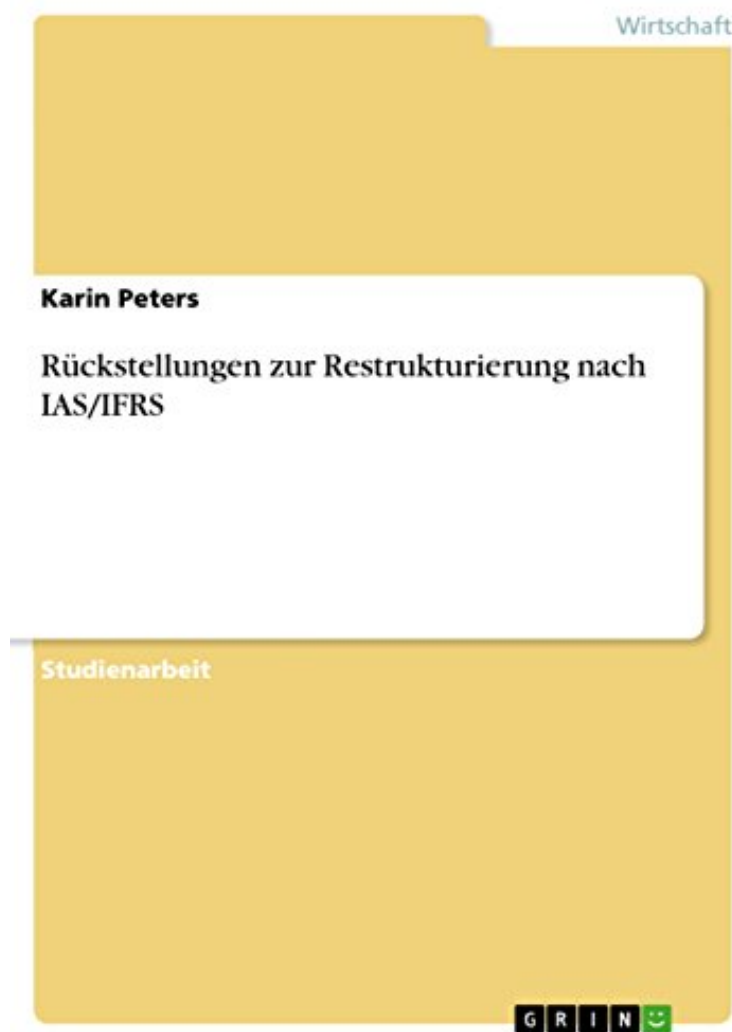 Wirtschaft
Karin Peters
Rückstellungen zur Restrukturierung nach
IAS/IFRS
Studienarbeit
GRIN